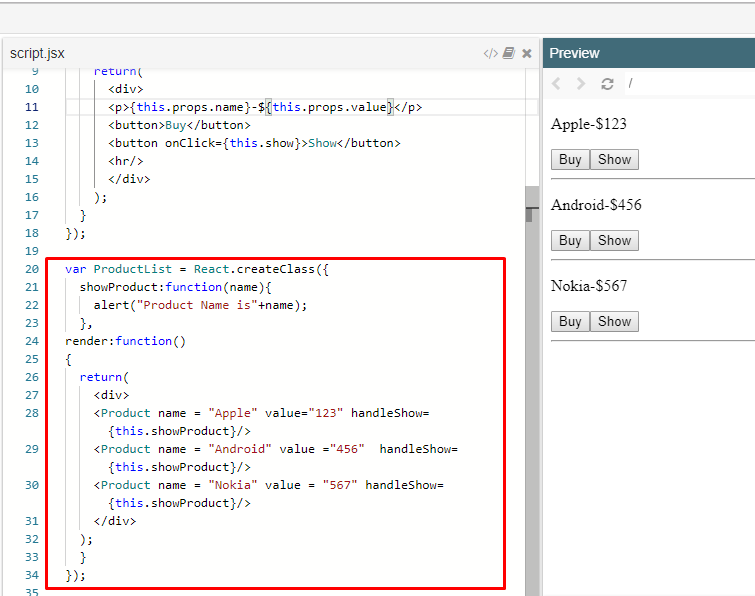 script.jsx
</>
9 return(
10 <div>
11 <p>{this.props.name}-${this.props.value}</p>
12 <button>Buy</button>
13 <button onClick={this.show}>Show</button>
14 <hr/>
15 </div>
16 );
17 }
18 });
19
20 var ProductList = React.createClass({
21 showProduct:function(name){
22 alert("Product Name is"+name);
23 },
24 render:function()
25 {
26 return(
27 <div>
28 <Product name = "Apple" value="123" handleShow=
{this.showProduct}/>
29 <Product name = "Android" value ="456"  handleShow=
{this.showProduct}/>
30 <Product name = "Nokia" value = "567" handleShow=
{this.showProduct}/>
31 </div>
32 );
33 }
34 });
35
Preview
/
Apple-$123
Buy Show
Android-$456
Buy Show
Nokia-$567
Buy Show